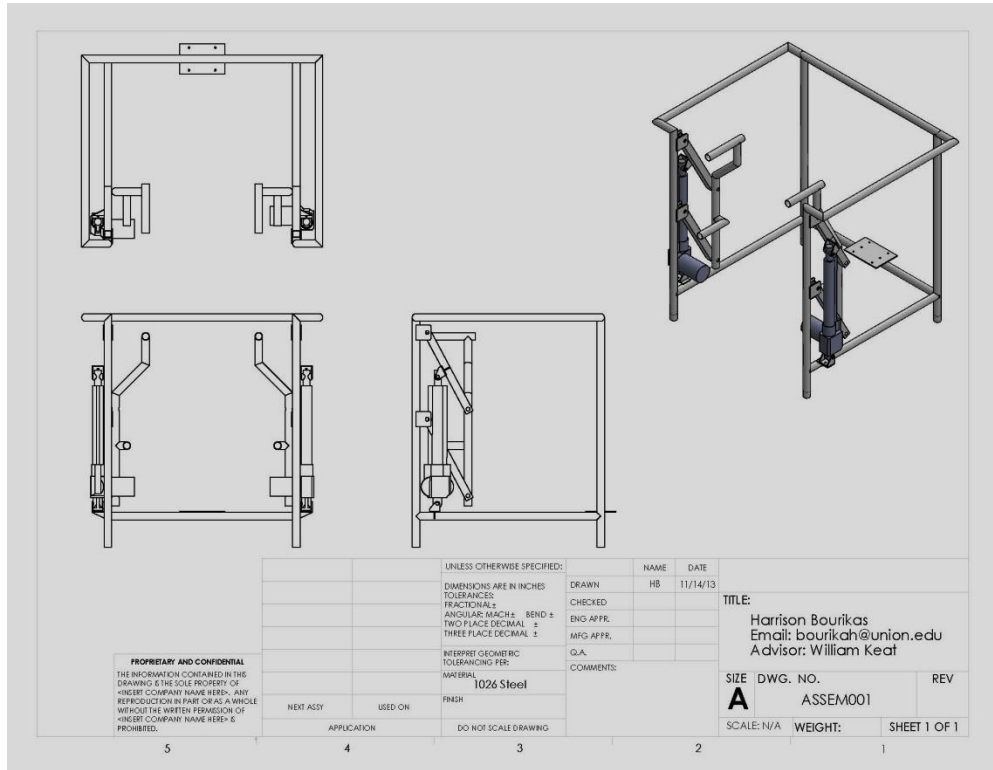 UNLESS OTHERWISE SPECIFIED:
DIMENSIONS ARE IN INCHES
TOLERANCES:
FRACTIONAL±
ANGULAR: MACH± BEND ±
TWO PLACE DECIMAL ±
THREE PLACE DECIMAL ±
INTERPRET GEOMETRIC
TOLERANCING PER:
MATERIAL
1026 Steel
FINISH
DO NOT SCALE DRAWING
NAME DATE
DRAWN HB 11/14/13
CHECKED
ENG APPR.
MFG APPR.
Q.A.
COMMENTS:
PROPRIETARY AND CONFIDENTIAL
THE INFORMATION CONTAINED IN THIS
DRAWING IS THE SOLE PROPERTY OF
<INSERT COMPANY NAME HERE>. ANY
REPRODUCTION IN PART OR AS A WHOLE
WITHOUT THE WRITTEN PERMISSION OF
<INSERT COMPANY NAME HERE> IS
PROHIBITED.
NEXT ASSY USED ON
APPLICATION
TITLE:
Harrison Bourikas
Email: bourikah@union.edu
Advisor: William Keat
SIZE DWG. NO. REV
A ASSEM001
SCALE: N/A WEIGHT: SHEET 1 OF 1
5 4 3 2 1